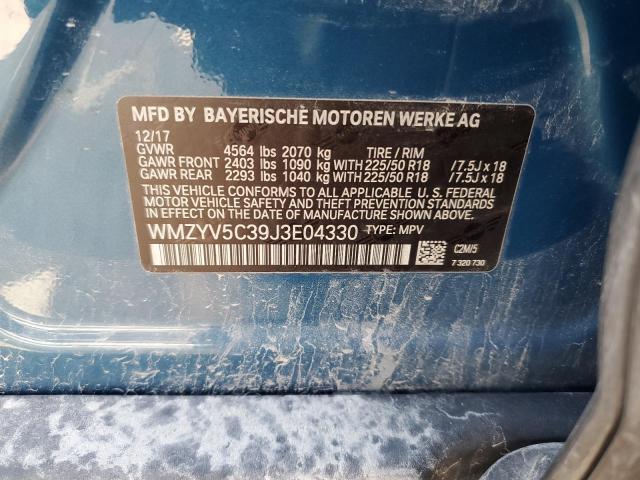 MFD BY BAYERISCHE MOTOREN WERKE AG
12/17
GVWR 4564 lbs 2070 kg TIRE / RIM
GAWR FRONT 2403 lbs 1090 kg WITH 225/50 R18 /7.5J x 18
GAWR REAR 2293 lbs 1040 kg WITH 225/50 R18 /7.5J x 18
THIS VEHICLE CONFORMS TO ALL APPLICABLE U. S. FEDERAL
MOTOR VEHICLE SAFETY AND THEFT PREVENTION
STANDARDS IN EFFECT ON THE DATE OF MANUFACTURE SHOWN ABOVE.
WMZYV5C39J3E04330 TYPE: MPV
C2M/5
7 320 730